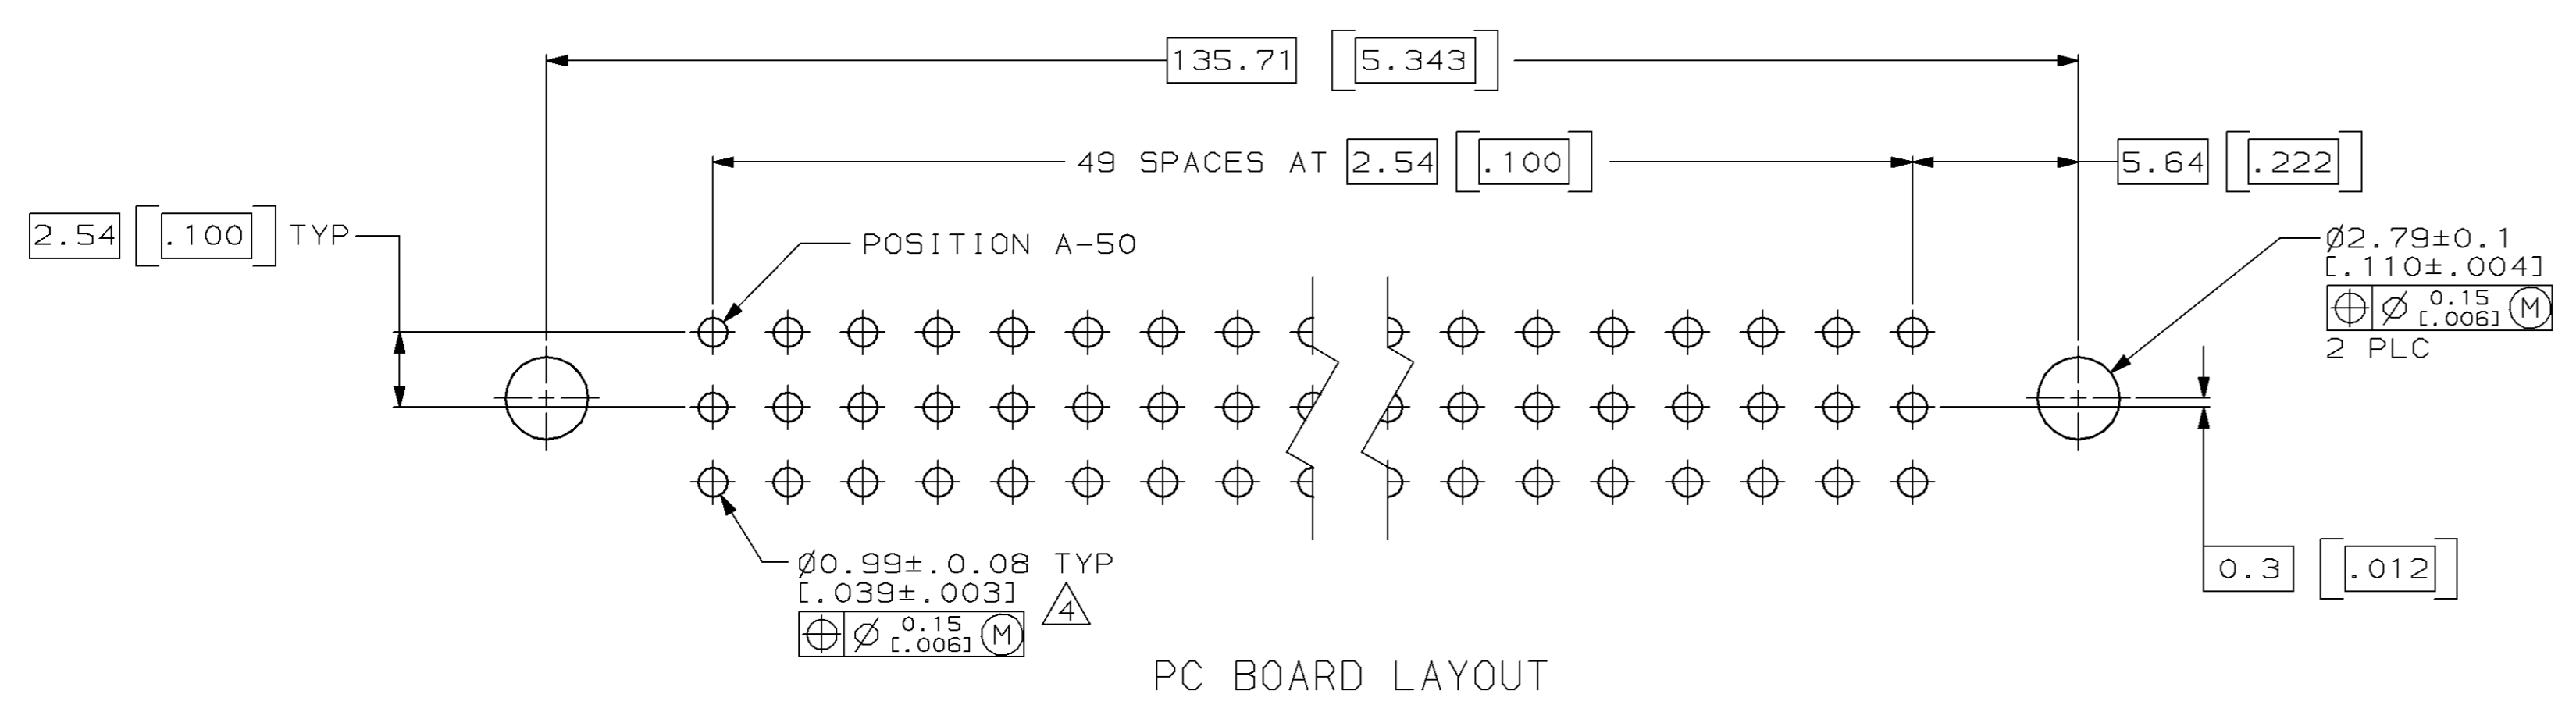 135.71 [5.343]
49 SPACES AT 2.54 [.100]
5.64 [.222]
2.54 [.100] TYP
POSITION A-50
Ø2.79±0.1
[.110±.004]
⌖ Ø 0.15 Ⓜ
[.006]
2 PLC
0.3 [.012]
Ø0.99±.0.08 TYP
[.039±.003]
4
⌖ Ø 0.15 Ⓜ
[.006]
PC BOARD LAYOUT